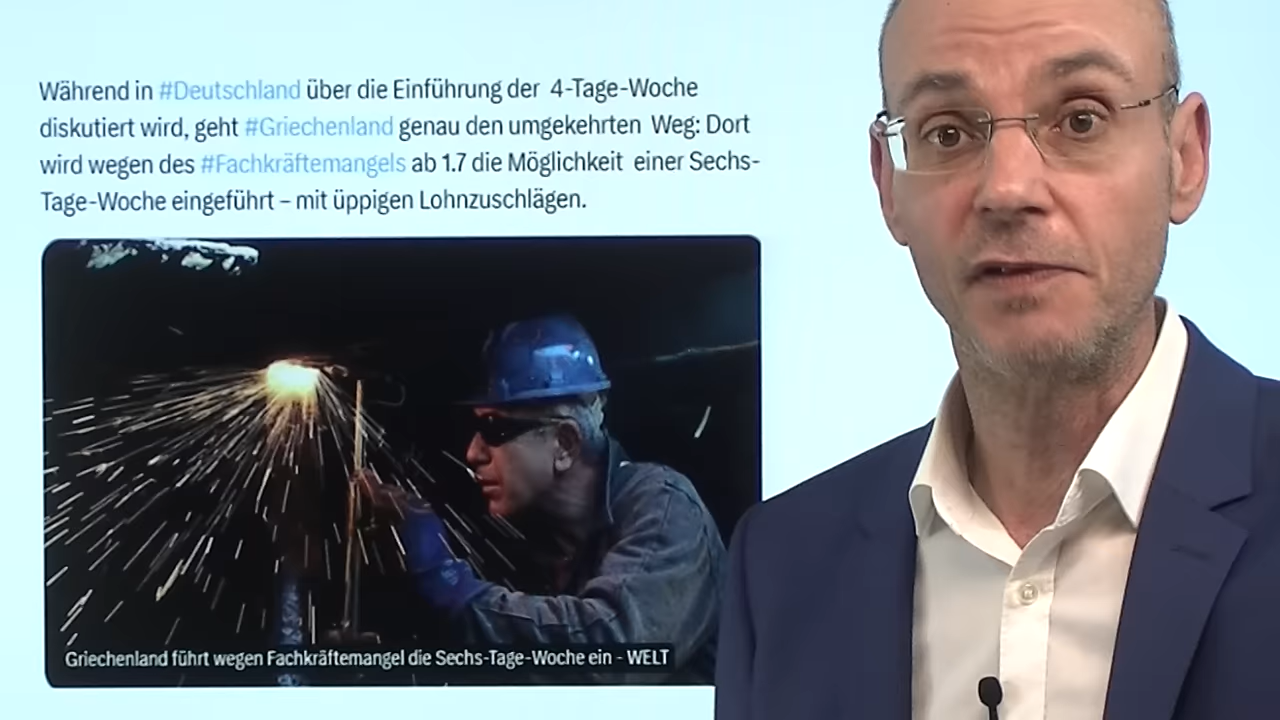 Während in #Deutschland über die Einführung der 4-Tage-Woche
diskutiert wird, geht #Griechenland genau den umgekehrten Weg: Dort
wird wegen des #Fachkräftemangels ab 1.7 die Möglichkeit einer Sechs-
Tage-Woche eingeführt – mit üppigen Lohnzuschlägen.
Griechenland führt wegen Fachkräftemangel die Sechs-Tage-Woche ein - WELT